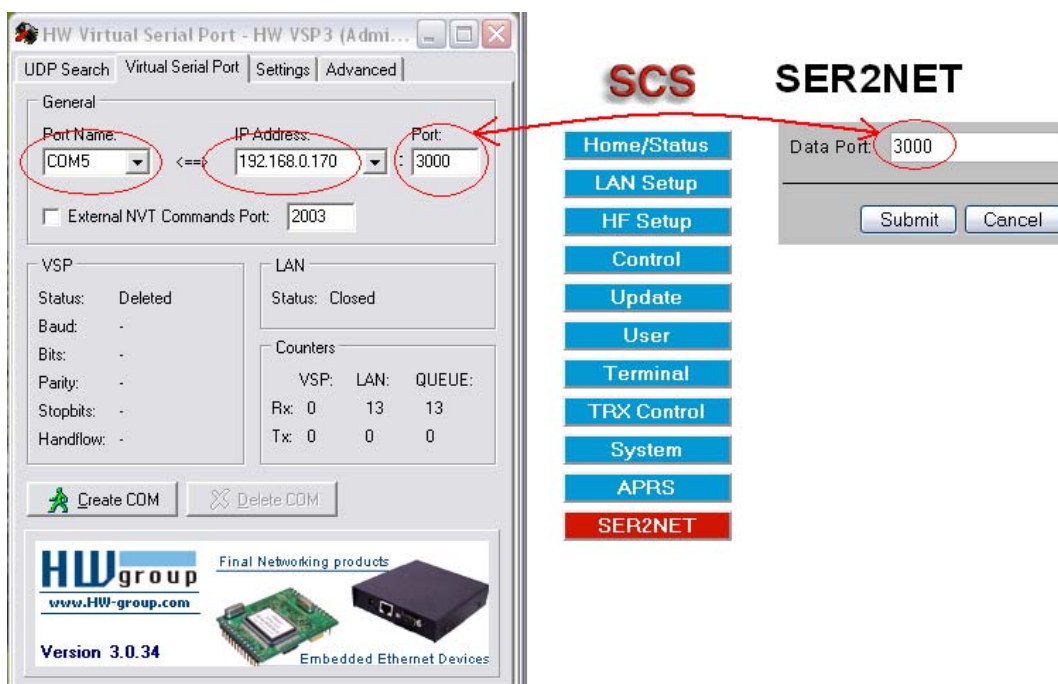 HW Virtual Serial Port - HW VSP3 (Admi...
UDP Search Virtual Serial Port Settings Advanced
General
Port Name: IP Address: Port:
COM5 <==> 192.168.0.170 : 3000
External NVT Commands Port: 2003
VSP
Status: Deleted
Baud: -
Bits: -
Parity: -
Stopbits: -
Handflow: -
LAN
Status: Closed
Counters
VSP: LAN: QUEUE:
Rx: 0 13 13
Tx: 0 0 0
Create COM Delete COM
HW group
www.HW-group.com
Version 3.0.34
Final Networking products
Embedded Ethernet Devices
SCS
Home/Status
LAN Setup
HF Setup
Control
Update
User
Terminal
TRX Control
System
APRS
SER2NET
SER2NET
Data Port: 3000
Submit Cancel